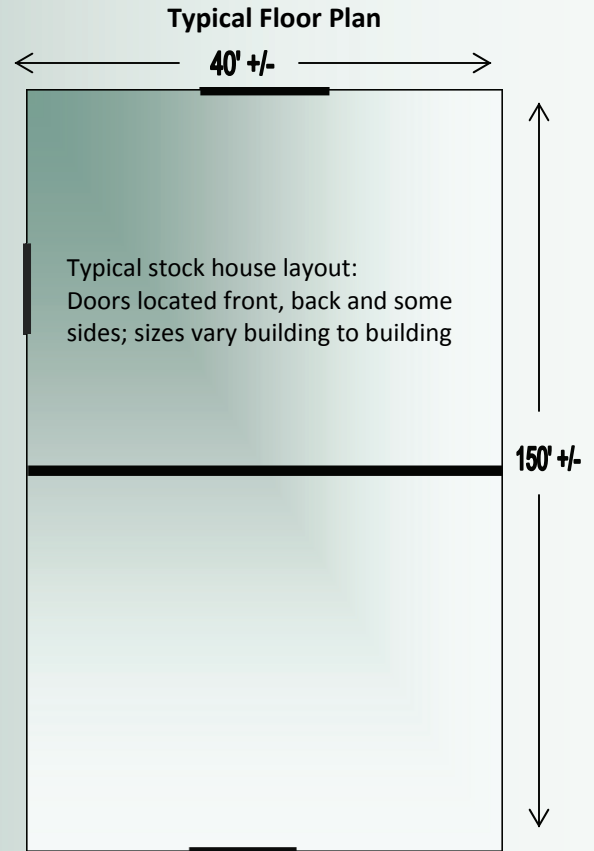 Typical Floor Plan
40' +/-
Typical stock house layout:
Doors located front, back and some
sides; sizes vary building to building
150' +/-